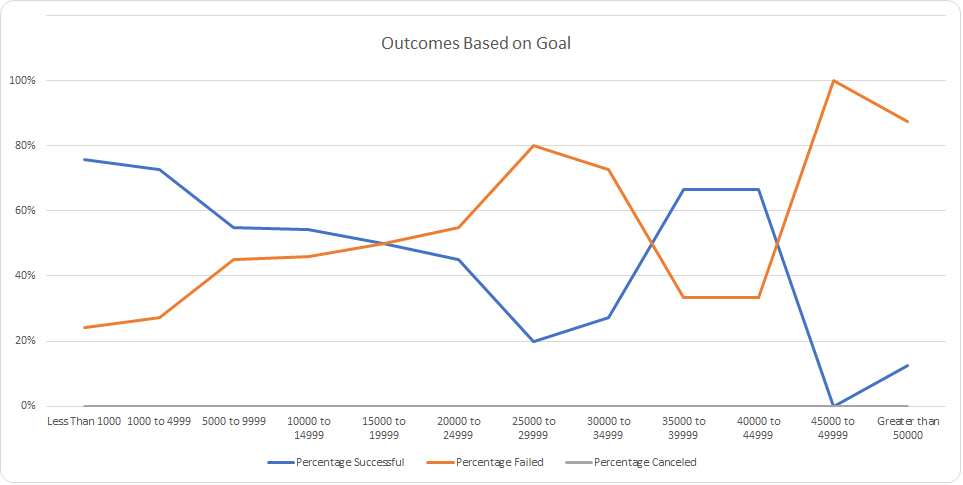 Outcomes Based on Goal
100%
80%
60%
40%
20%
0%
Less Than 1000 1000 to 4999 5000 to 9999 10000 to 15000 to 20000 to 25000 to 30000 to 35000 to 40000 to 45000 to Greater than
14999 19999 24999 29999 34999 39999 44999 49999 50000
Percentage Successful Percentage Failed Percentage Canceled